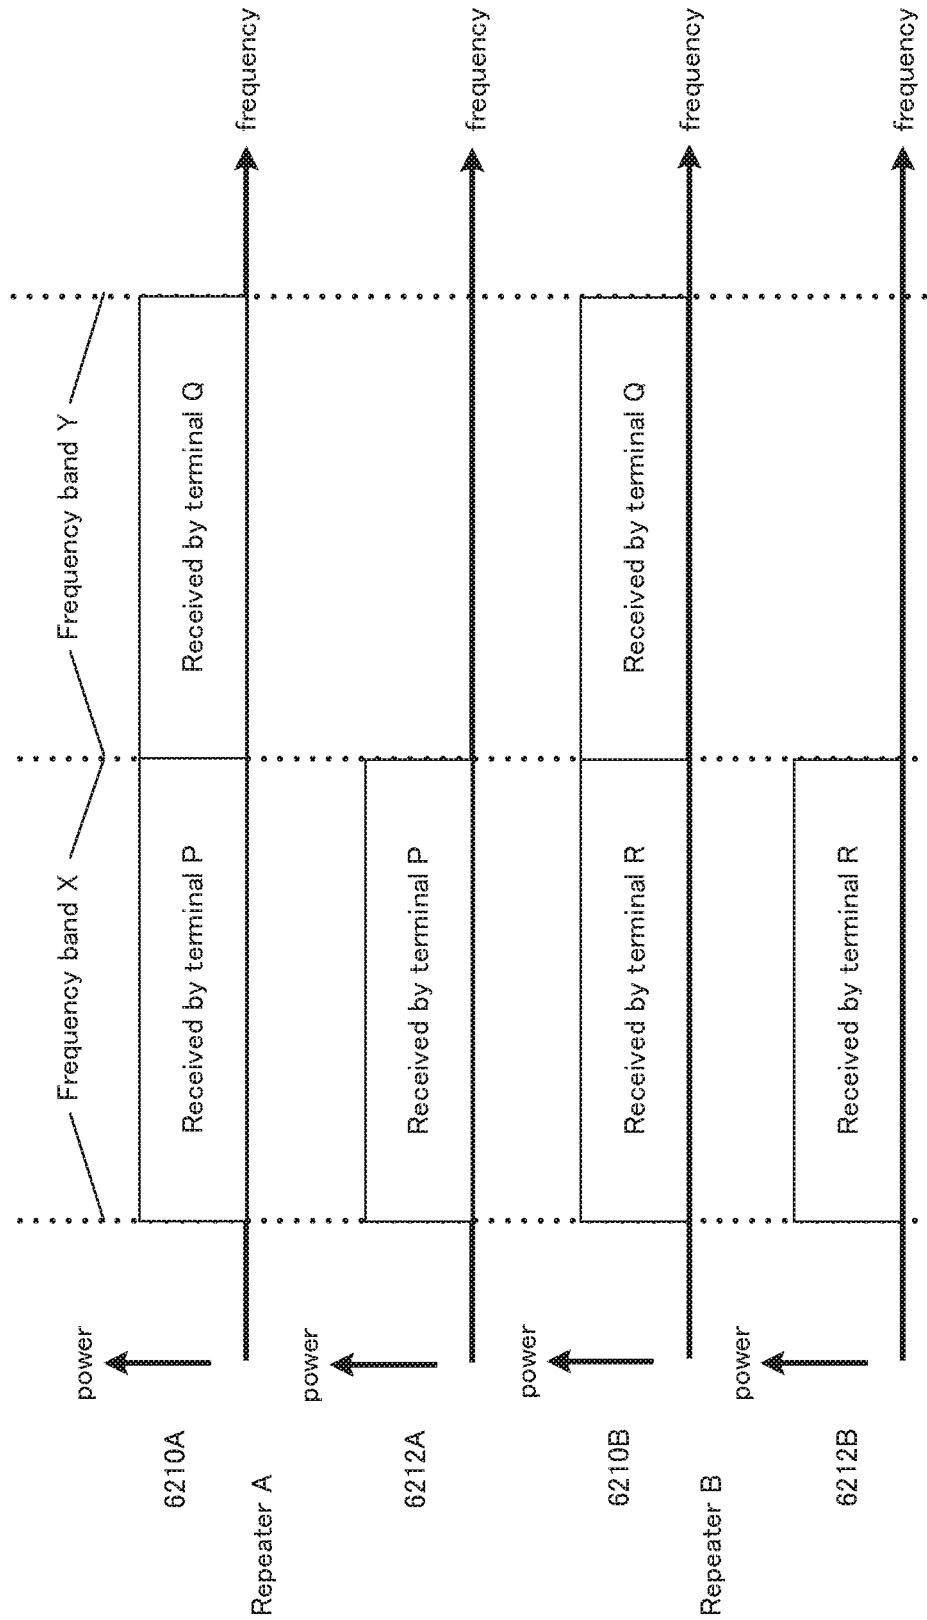 Frequency band X
Frequency band Y
6210A
power
Received by terminal P
Received by terminal Q
frequency
Repeater A
6212A
power
Received by terminal P
frequency
6210B
power
Received by terminal R
Received by terminal Q
frequency
Repeater B
6212B
power
Received by terminal R
frequency